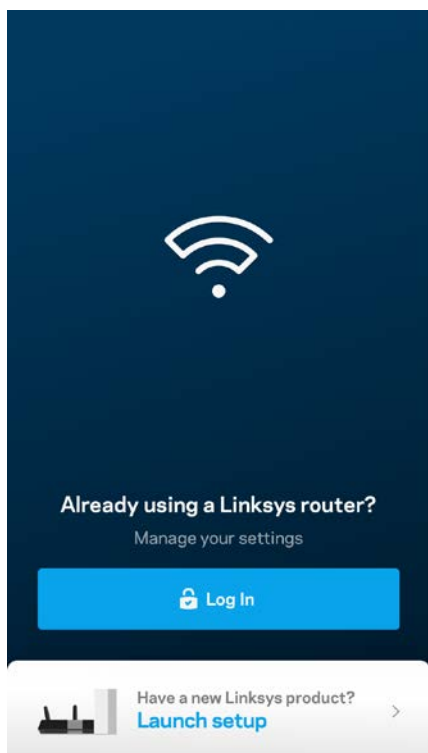 Already using a Linksys router?
Manage your settings
Log In
Have a new Linksys product?
Launch setup